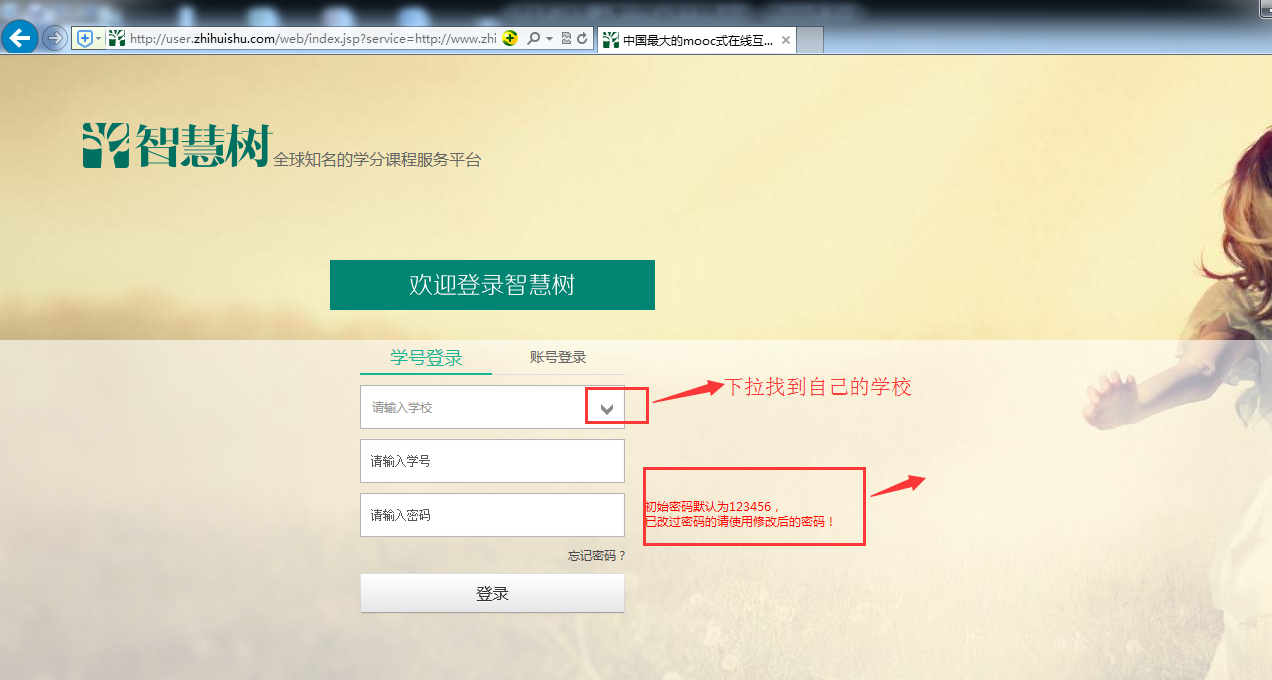 http://user.zhihuishu.com/web/index.jsp?service=http://www.zhi
中国最大的mooc式在线互...
智慧树 全球知名的学分课程服务平台
欢迎登录智慧树
学号登录 账号登录
请输入学校
下拉找到自己的学校
请输入学号
请输入密码
初始密码默认为123456，
已改过密码的请使用修改后的密码！
忘记密码？
登录